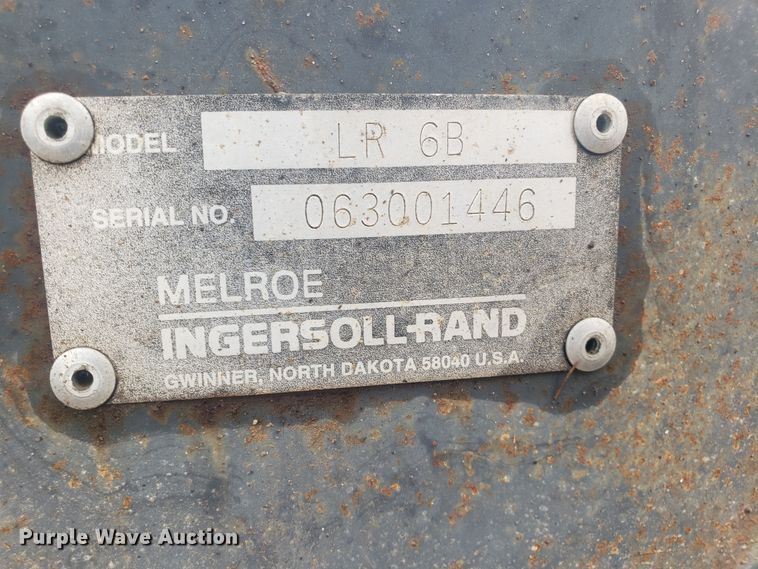 MODEL LR 6B
SERIAL NO. 063001446
MELROE
INGERSOLL-RAND
GWINNER, NORTH DAKOTA 58040 U.S.A.
Purple Wave Auction